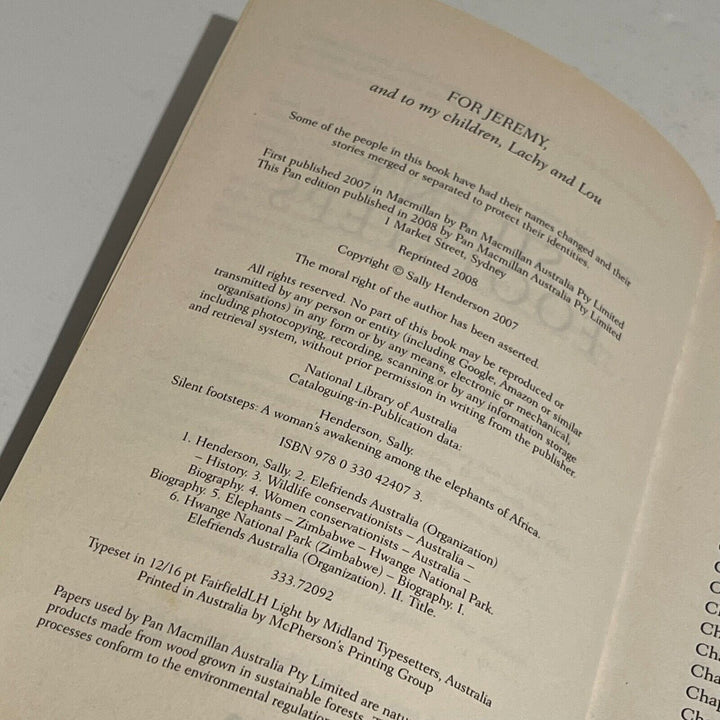 FOR JEREMY,
and to my children, Lachy and Lou
Some of the people in this book have had their names changed and their
stories merged or separated to protect their identities.
First published 2007 in Macmillan by Pan Macmillan Australia Pty Limited
This Pan edition published in 2008 by Pan Macmillan Australia Pty Limited
1 Market Street, Sydney
Reprinted 2008
Copyright © Sally Henderson 2007
The moral right of the author has been asserted.
All rights reserved. No part of this book may be reproduced or
transmitted by any person or entity (including Google, Amazon or similar
organisations) in any form or by any means, electronic or mechanical,
including photocopying, recording, scanning or by any information storage
and retrieval system, without prior permission in writing from the publisher.
National Library of Australia
Cataloguing-in-Publication data:
Henderson, Sally.
Silent footsteps: A woman's awakening among the elephants of Africa.
ISBN 978 0 330 42407 3.
1. Henderson, Sally. 2. Elefriends Australia (Organization)
– History. 3. Wildlife conservationists – Australia –
Biography. 4. Women conservationists – Australia –
Biography. 5. Elephants – Zimbabwe – Hwange National Park.
6. Hwange National Park (Zimbabwe) – Biography. I.
Elefriends Australia (Organization). II. Title.
333.72092
Typeset in 12/16 pt FairfieldLH Light by Midland Typesetters, Australia
Printed in Australia by McPherson's Printing Group
Papers used by Pan Macmillan Australia Pty Limited are natu
products made from wood grown in sustainable forests.
processes conform to the environmental regulation
Ch
Cha
Cha
Chap
Ch